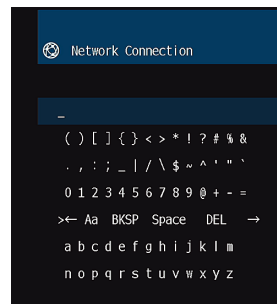 Network Connection
_
( ) [ ] { } < > * ! ? # % &
. , : ; _ | / \ $ ~ ^ ' " `
0 1 2 3 4 5 6 7 8 9 @ + - =
>← Aa BKSP Space DEL →
a b c d e f g h i j k l m
n o p q r s t u v w x y z